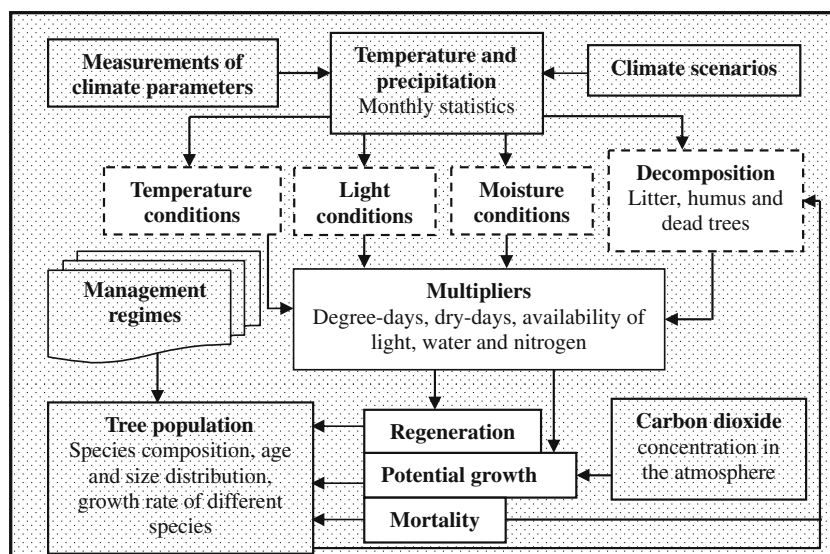 Measurements of
climate parameters
Temperature and
precipitation
Monthly statistics
Climate scenarios
Temperature
conditions
Light
conditions
Moisture
conditions
Decomposition
Litter, humus and
dead trees
Management
regimes
Multipliers
Degree-days, dry-days, availability of
light, water and nitrogen
Tree population
Species composition, age
and size distribution,
growth rate of different
species
Regeneration
Potential growth
Mortality
Carbon dioxide
concentration in
the atmosphere